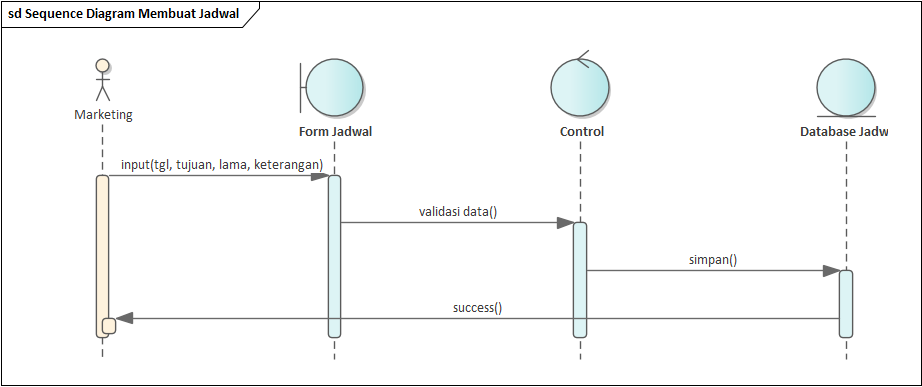 sd Sequence Diagram Membuat Jadwal
Marketing
Form Jadwal
Control
Database Jadw
input(tgl, tujuan, lama, keterangan)
validasi data()
simpan()
success()